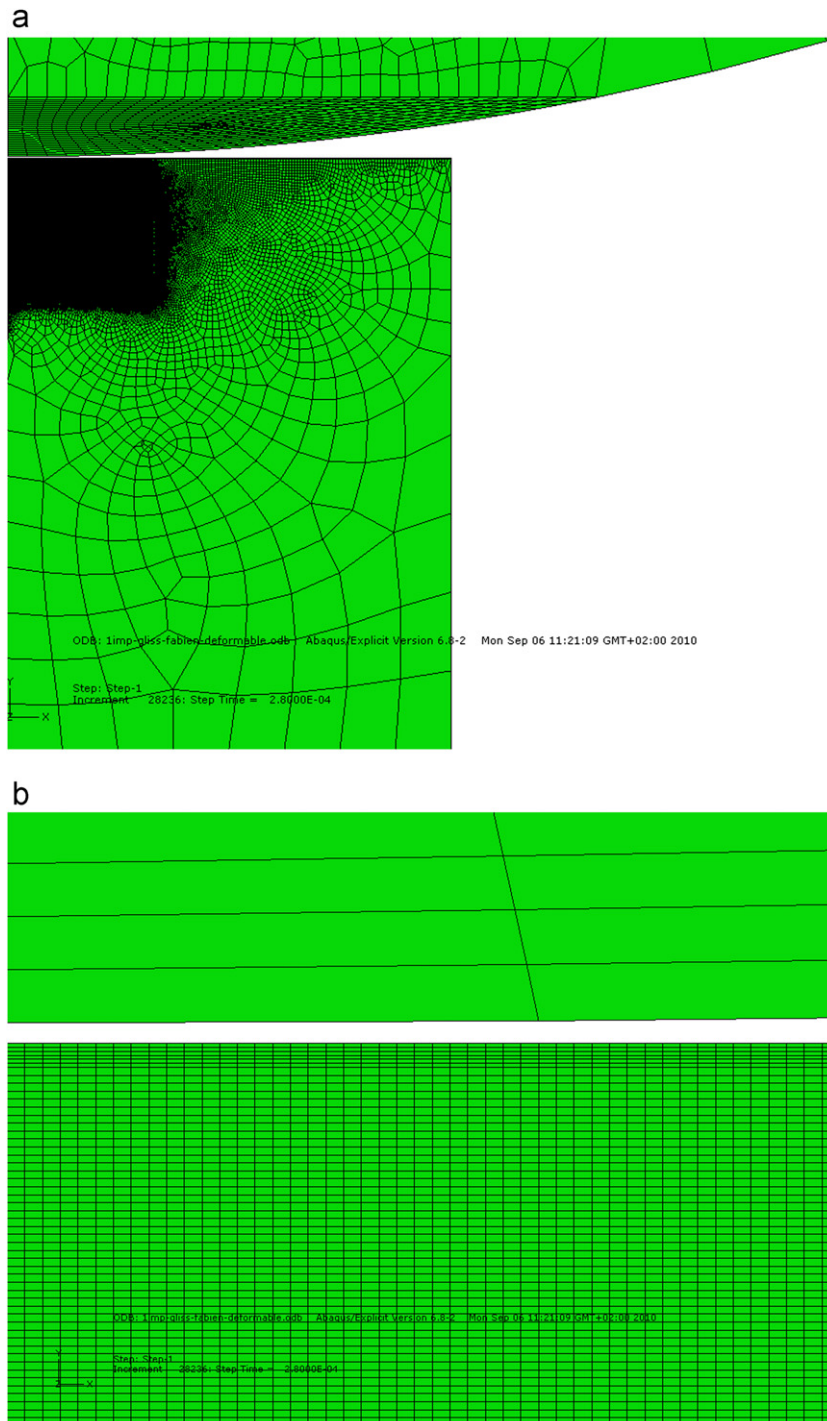 a
ODB: 1imp-gliss-fabien-deformable.odb Abaqus/Explicit Version 6.8-2 Mon Sep 06 11:21:09 GMT+02:00 2010
Y
Step: Step-1
Increment 28236: Step Time = 2.8000E-04
Z X
b
ODB: 1imp-gliss-fabien-deformable.odb Abaqus/Explicit Version 6.8-2 Mon Sep 06 11:21:09 GMT+02:00 2010
Y
Step: Step-1
Increment 28236: Step Time = 2.8000E-04
Z X